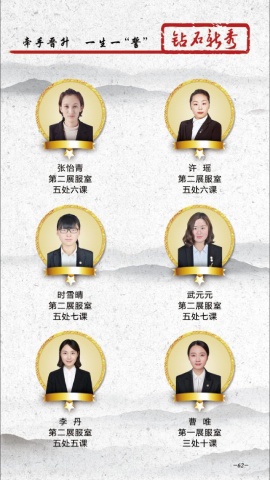 牵手晋升 一生一“誓”
钻石新秀
张怡青
第二展服室
五处六课
许瑶
第二展服室
五处六课
时雪晴
第二展服室
五处七课
武元元
第二展服室
五处七课
李丹
第二展服室
五处五课
曹唯
第一展服室
三处十课
-62-